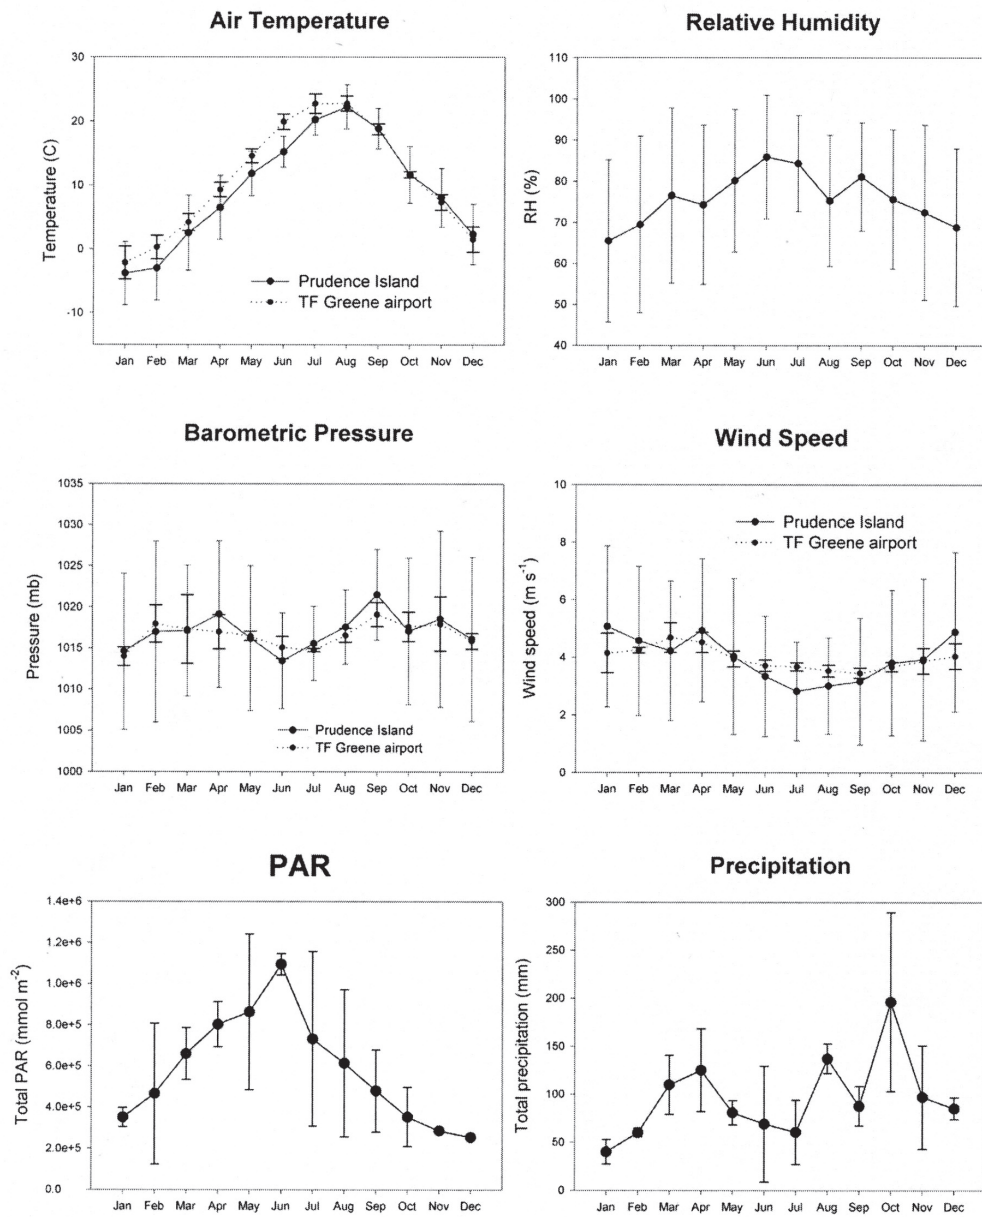 Air Temperature
Temperature (C)
30
20
10
0
-10
Prudence Island
TF Greene airport
Jan Feb Mar Apr May Jun Jul Aug Sep Oct Nov Dec
Relative Humidity
RH (%)
110
100
90
80
70
60
50
40
Jan Feb Mar Apr May Jun Jul Aug Sep Oct Nov Dec
Barometric Pressure
Pressure (mb)
1035
1030
1025
1020
1015
1010
1005
1000
Prudence Island
TF Greene airport
Jan Feb Mar Apr May Jun Jul Aug Sep Oct Nov Dec
Wind Speed
Wind speed (m s⁻¹)
10
8
6
4
2
0
Prudence Island
TF Greene airport
Jan Feb Mar Apr May Jun Jul Aug Sep Oct Nov Dec
PAR
Total PAR (mmol m⁻²)
1.4e+6
1.2e+6
1.0e+6
8.0e+5
6.0e+5
4.0e+5
2.0e+5
0.0
Jan Feb Mar Apr May Jun Jul Aug Sep Oct Nov Dec
Precipitation
Total precipitation (mm)
300
250
200
150
100
50
0
Jan Feb Mar Apr May Jun Jul Aug Sep Oct Nov Dec